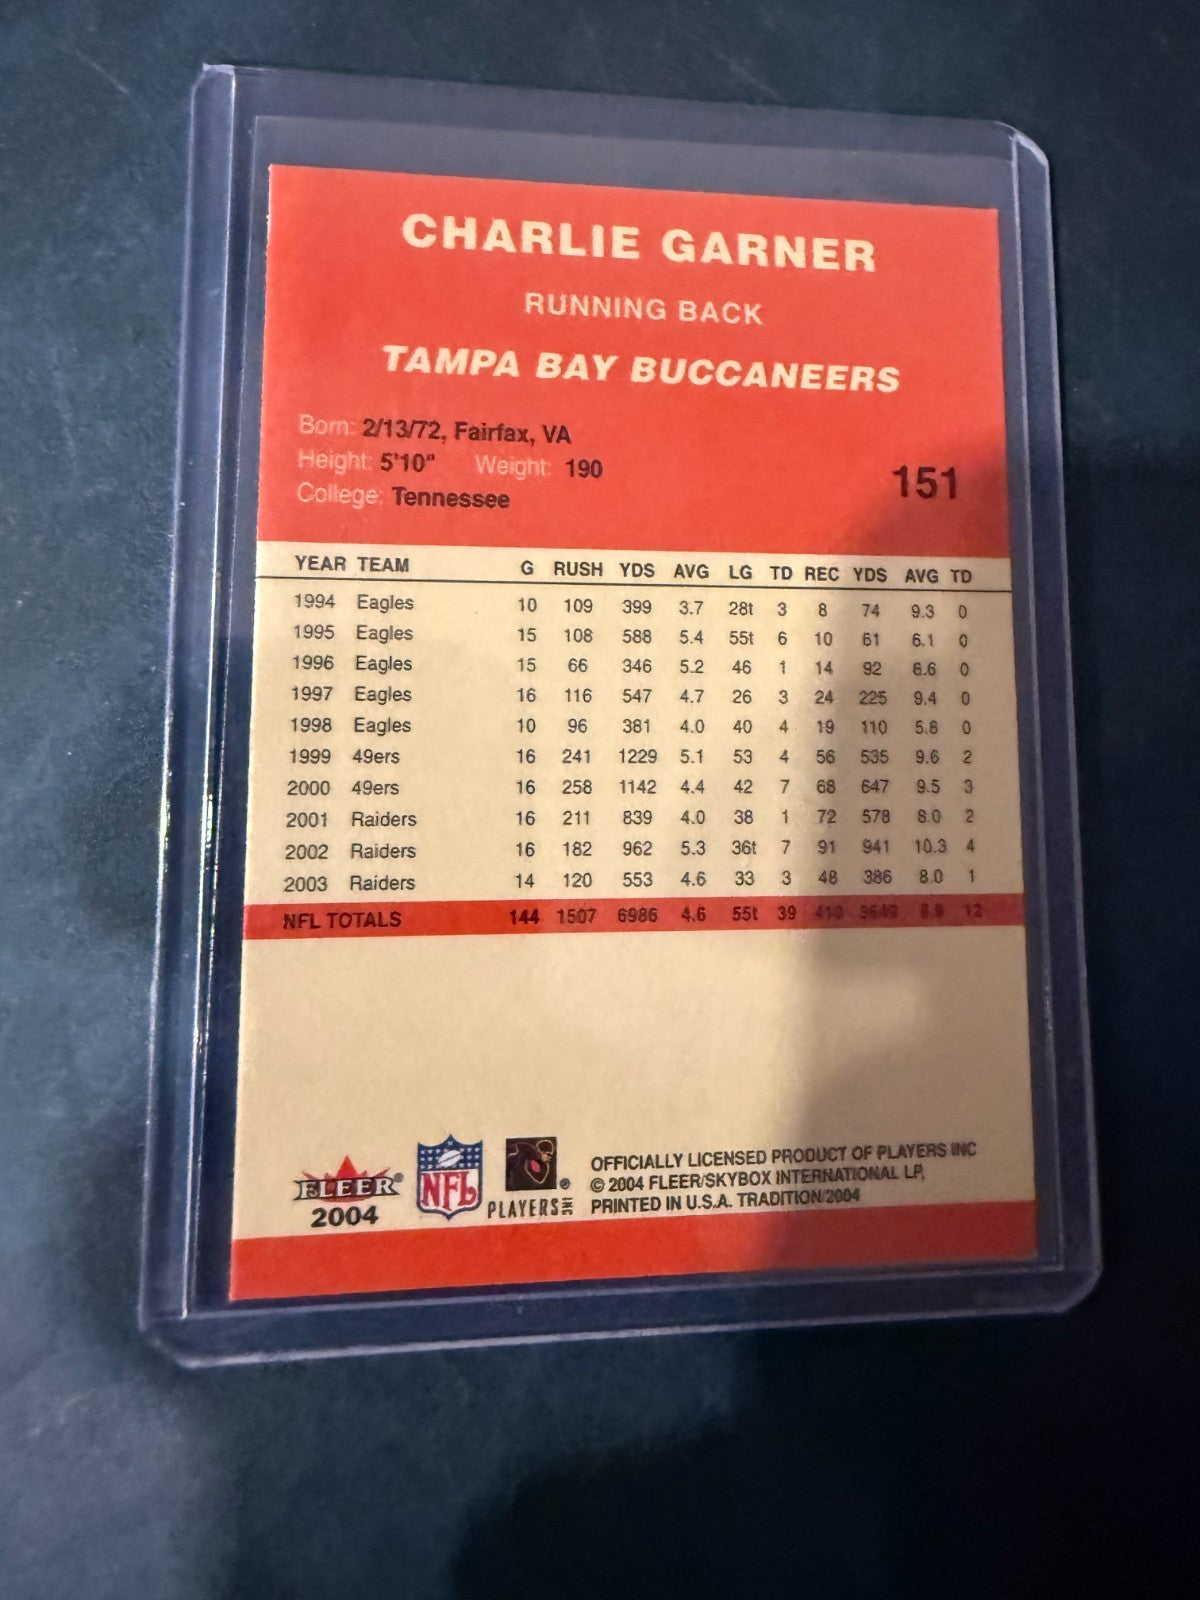 CHARLIE GARNER
RUNNING BACK
TAMPA BAY BUCCANEERS
Born: 2/13/72, Fairfax, VA
Height: 5'10" Weight: 190
College: Tennessee
151
YEAR TEAM G RUSH YDS AVG LG TD REC YDS AVG TD
1994 Eagles 10 109 399 3.7 28t 3 8 74 9.3 0
1995 Eagles 15 108 588 5.4 55t 6 10 61 6.1 0
1996 Eagles 15 66 346 5.2 46 1 14 92 6.6 0
1997 Eagles 16 116 547 4.7 26 3 24 225 9.4 0
1998 Eagles 10 96 381 4.0 40 4 19 110 5.8 0
1999 49ers 16 241 1229 5.1 53 4 56 535 9.6 2
2000 49ers 16 258 1142 4.4 42 7 68 647 9.5 3
2001 Raiders 16 211 839 4.0 38 1 72 578 8.0 2
2002 Raiders 16 182 962 5.3 36t 7 91 941 10.3 4
2003 Raiders 14 120 553 4.6 33 3 48 386 8.0 1
NFL TOTALS 144 1507 6986 4.6 55t 39 3649 8.9 12
FLEER®
2004
NFL
PLAYERS INC
OFFICIALLY LICENSED PRODUCT OF PLAYERS INC
© 2004 FLEER/SKYBOX INTERNATIONAL LP,
PRINTED IN U.S.A. TRADITION/2004